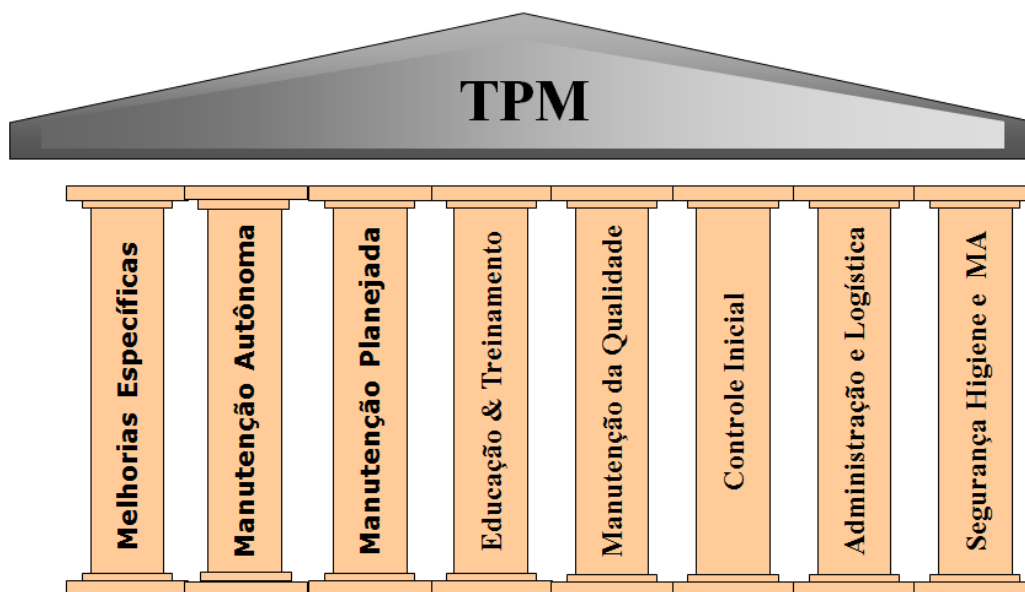 TPM
Melhorias Específicas
Manutenção Autônoma
Manutenção Planejada
Educação & Treinamento
Manutenção da Qualidade
Controle Inicial
Administração e Logística
Segurança Higiene e MA